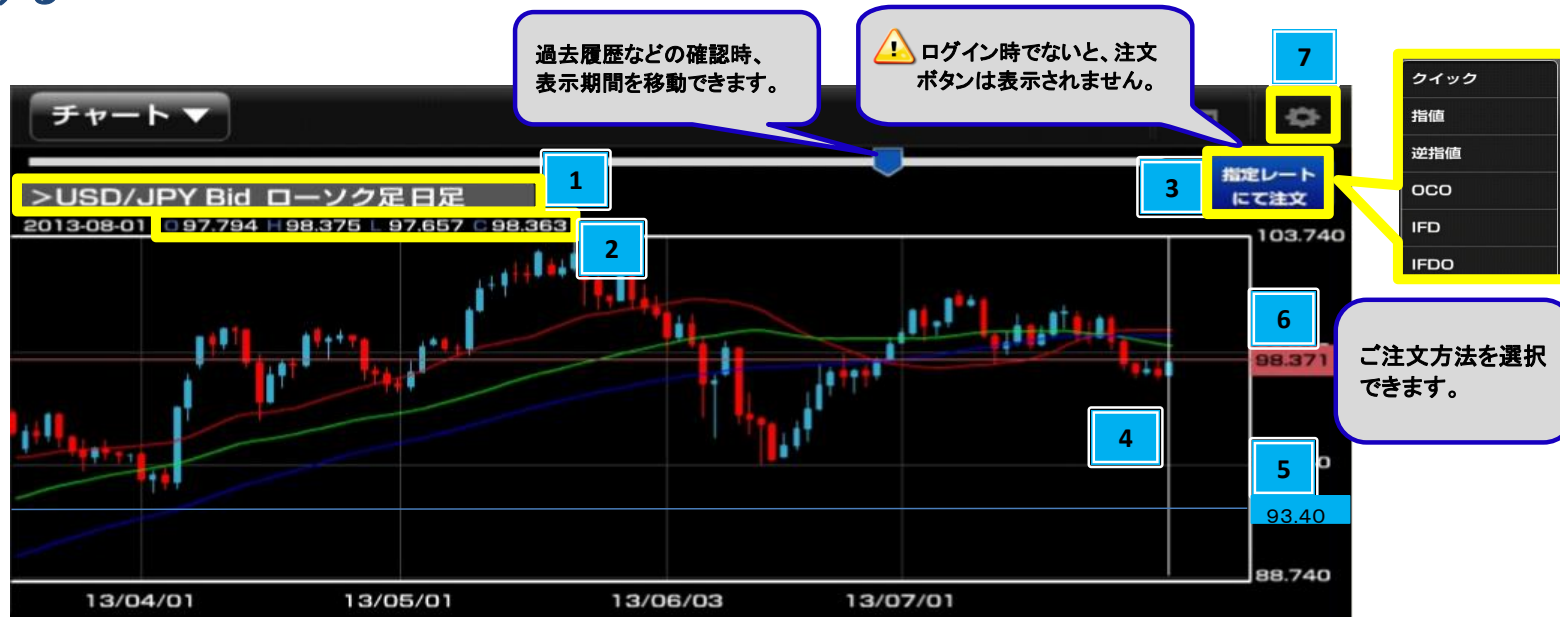 過去履歴などの確認時、
表示期間を移動できます。
ログイン時でないと、注文
ボタンは表示されません。
7
クイック
指値
逆指値
OCO
IFD
IFDO
チャート▼
1
>USD/JPY Bid ローソク足 日足
3
指定レート
にて注文
2013-08-01 O 97.794 H 98.375 L 97.657 C 98.363
2
103.740
6
98.371
ご注文方法を選択
できます。
4
5
93.40
88.740
13/04/01 13/05/01 13/06/03 13/07/01